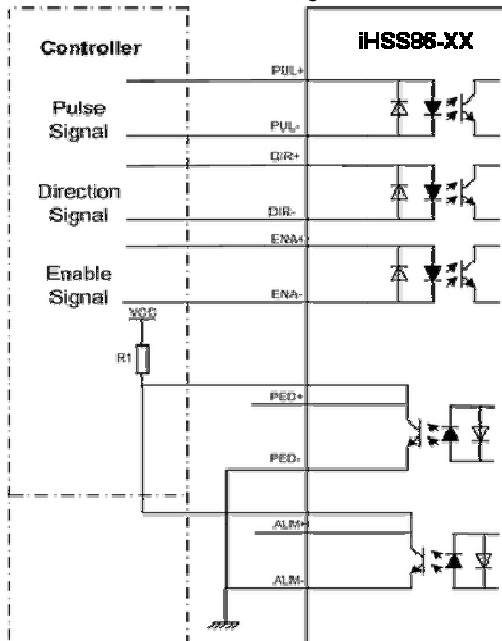 Controller
iHSS86-XX
PUL+
Pulse
Signal
PUL-
DIR+
Direction
Signal
DIR-
ENA+
Enable
Signal
ENA-
VCC
R1
PED+
PED-
ALM+
ALM-